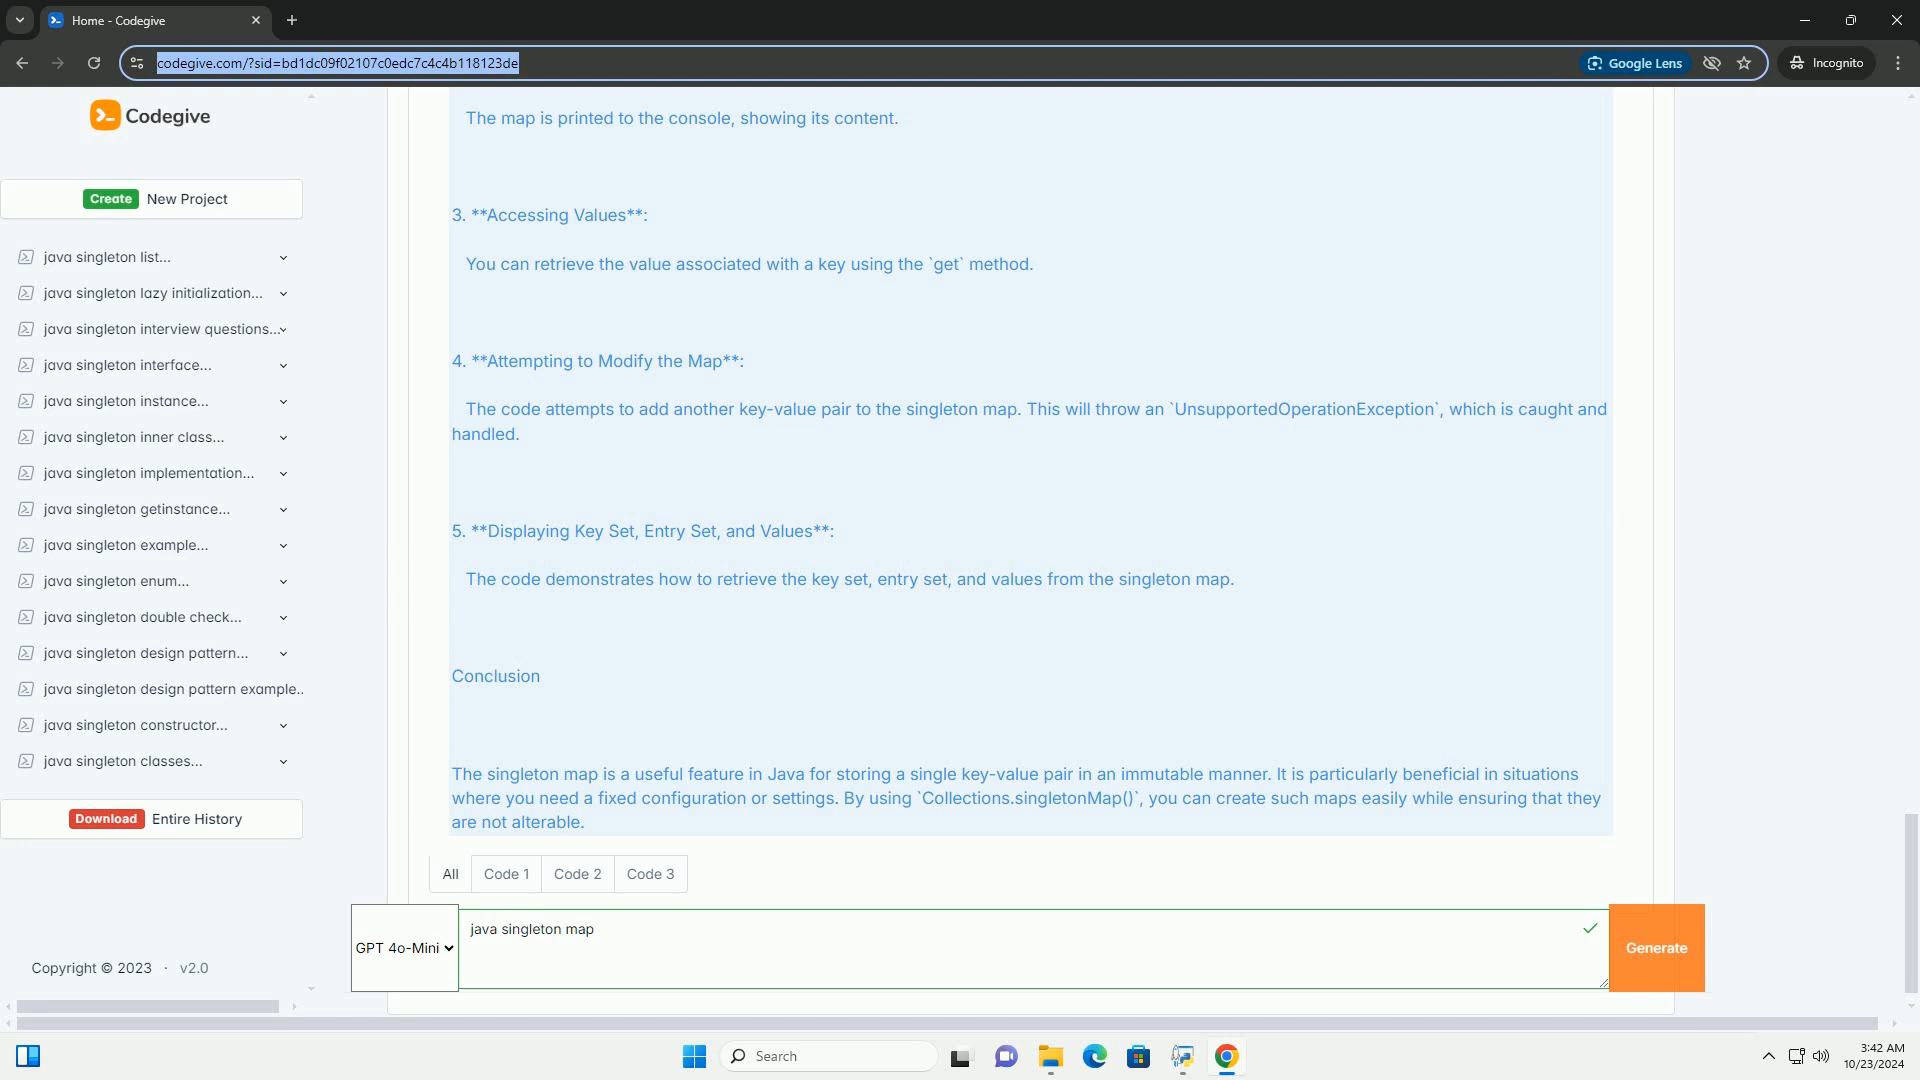 Home - Codegive
codegive.com/?sid=bd1dc09f02107c0edc7c4c4b118123de
Google Lens
Incognito
Codegive
Create New Project
java singleton list...
java singleton lazy initialization...
java singleton interview questions...
java singleton interface...
java singleton instance...
java singleton inner class...
java singleton implementation...
java singleton getinstance...
java singleton example...
java singleton enum...
java singleton double check...
java singleton design pattern...
java singleton design pattern example..
java singleton constructor...
java singleton classes...
Download Entire History
Copyright © 2023 · v2.0
The map is printed to the console, showing its content.
3. **Accessing Values**:
You can retrieve the value associated with a key using the `get` method.
4. **Attempting to Modify the Map**:
The code attempts to add another key-value pair to the singleton map. This will throw an `UnsupportedOperationException`, which is caught and
handled.
5. **Displaying Key Set, Entry Set, and Values**:
The code demonstrates how to retrieve the key set, entry set, and values from the singleton map.
Conclusion
The singleton map is a useful feature in Java for storing a single key-value pair in an immutable manner. It is particularly beneficial in situations
where you need a fixed configuration or settings. By using `Collections.singletonMap()`, you can create such maps easily while ensuring that they
are not alterable.
All Code 1 Code 2 Code 3
GPT 4o-Mini
java singleton map
Generate
Search
3:42 AM
10/23/2024